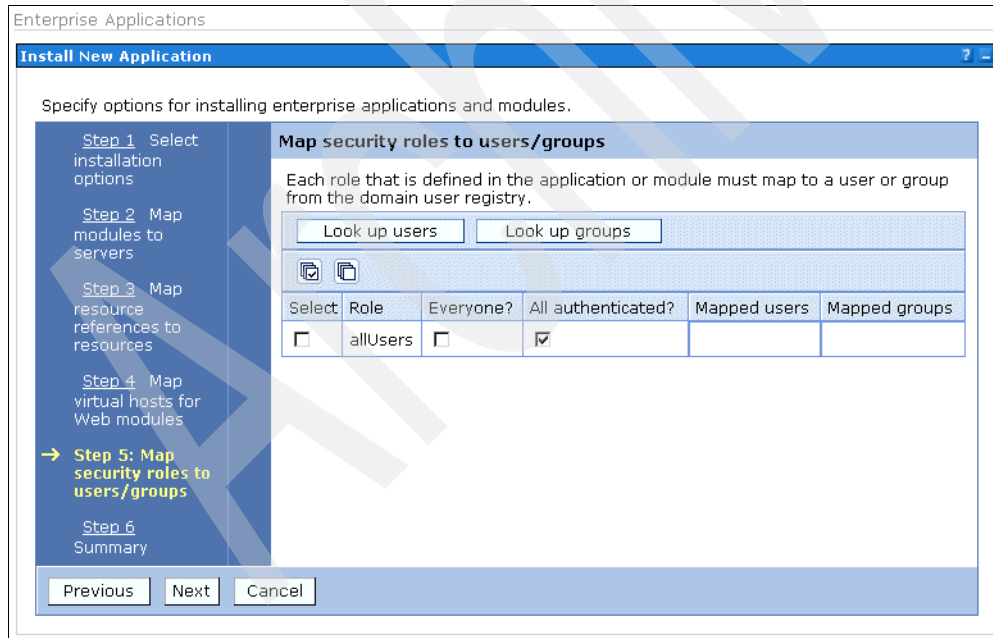 Enterprise Applications
Install New Application
? –
Specify options for installing enterprise applications and modules.
Step 1 Select
installation
options
Step 2 Map
modules to
servers
Step 3 Map
resource
references to
resources
Step 4 Map
virtual hosts for
Web modules
→ Step 5: Map
security roles to
users/groups
Step 6
Summary
Map security roles to users/groups
Each role that is defined in the application or module must map to a user or group
from the domain user registry.
Look up users Look up groups
Select Role Everyone? All authenticated? Mapped users Mapped groups
allUsers
Previous Next Cancel